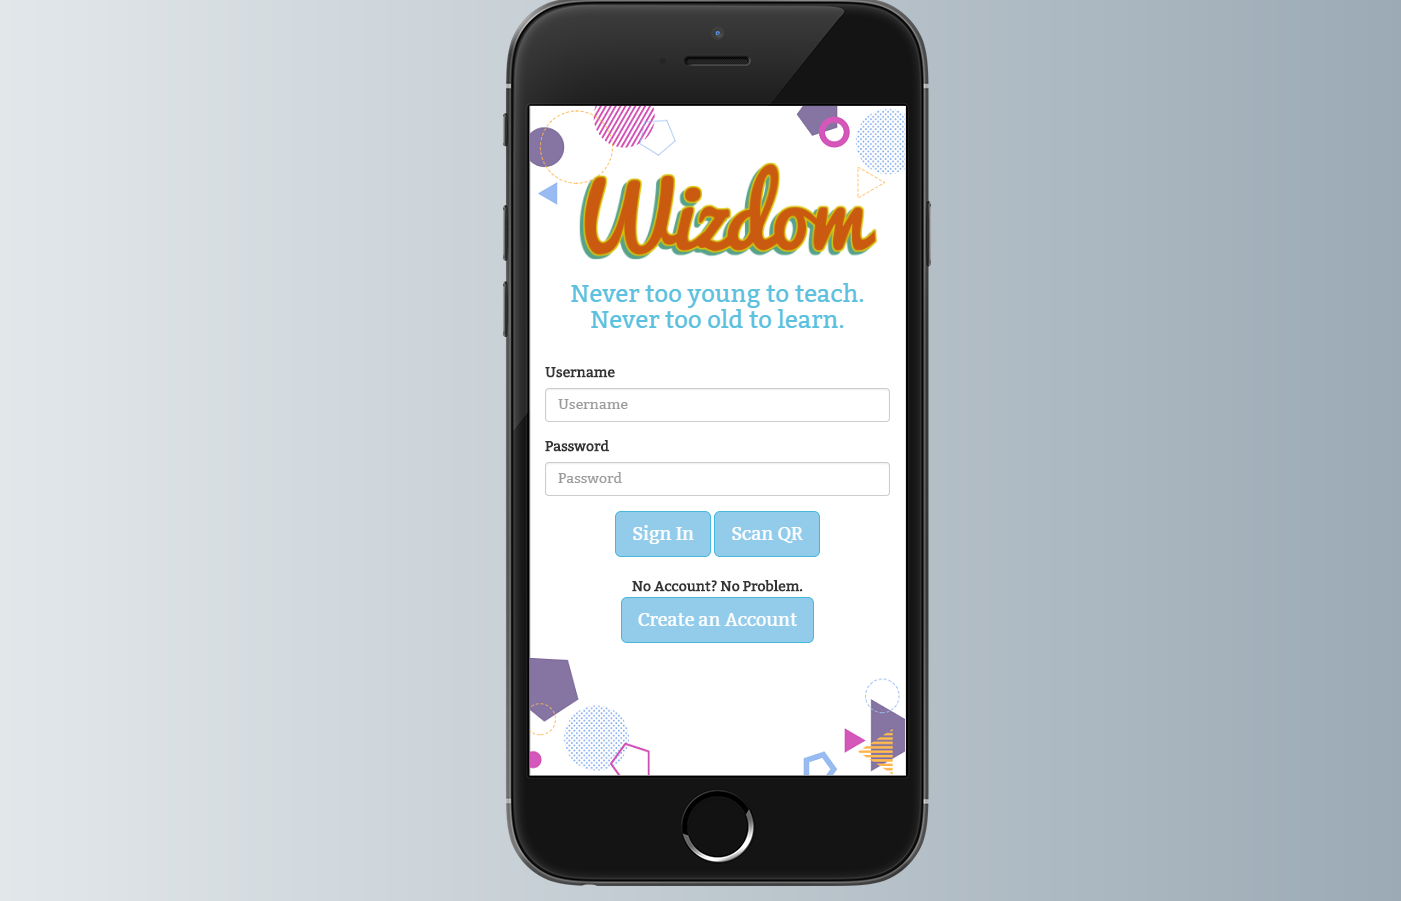 Wizdom
Never too young to teach.
Never too old to learn.
Username
Username
Password
Password
Sign In Scan QR
No Account? No Problem.
Create an Account